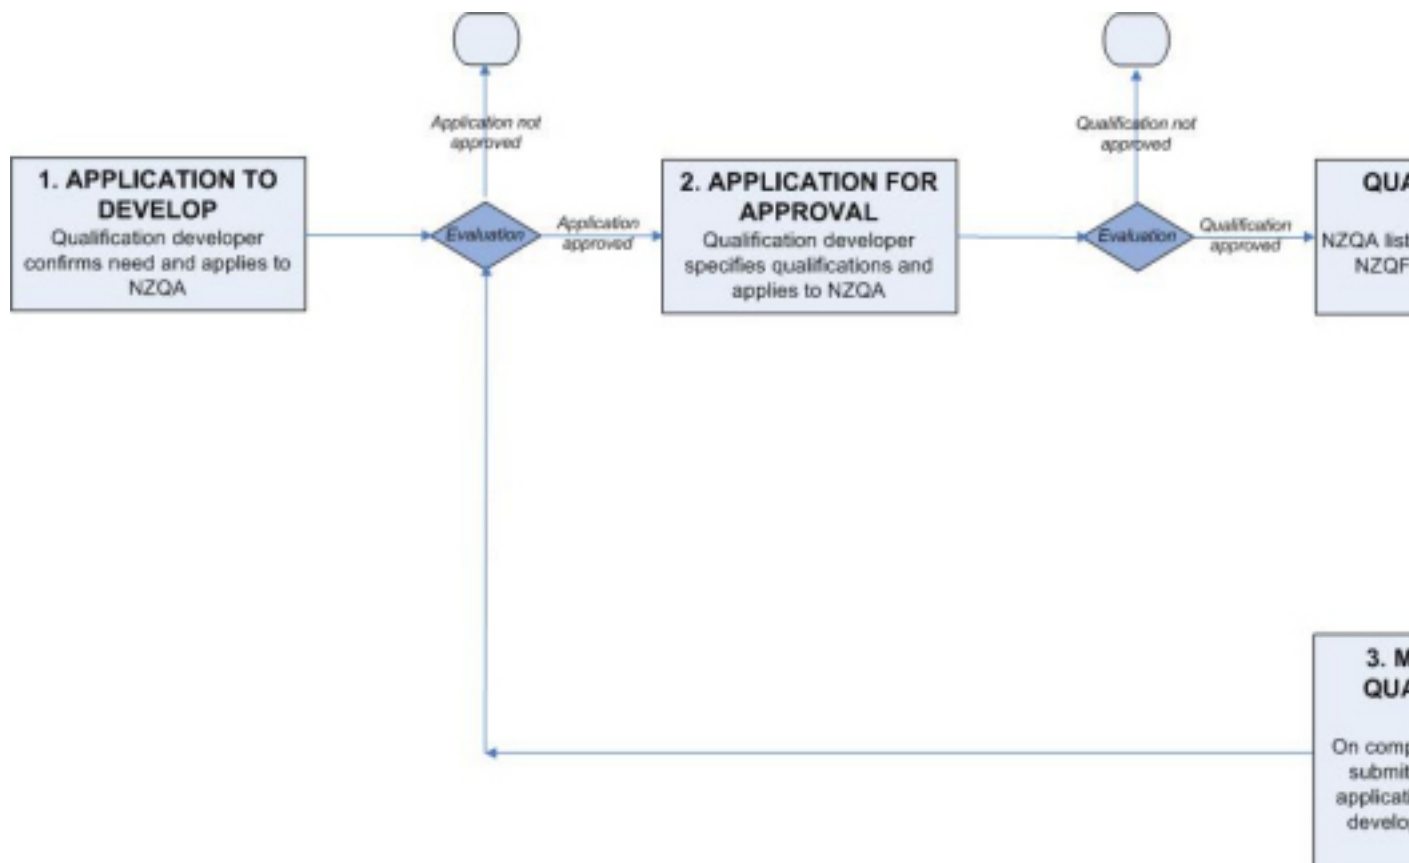 Application not
approved
Qualification not
approved
1. APPLICATION TO
DEVELOP
Qualification developer
confirms need and applies to
NZQA
Evaluation
Application
approved
2. APPLICATION FOR
APPROVAL
Qualification developer
specifies qualifications and
applies to NZQA
Evaluation
Qualification
approved
QUA
NZQA list
NZQF
3. M
QUA
On comp
submit
applicati
develo